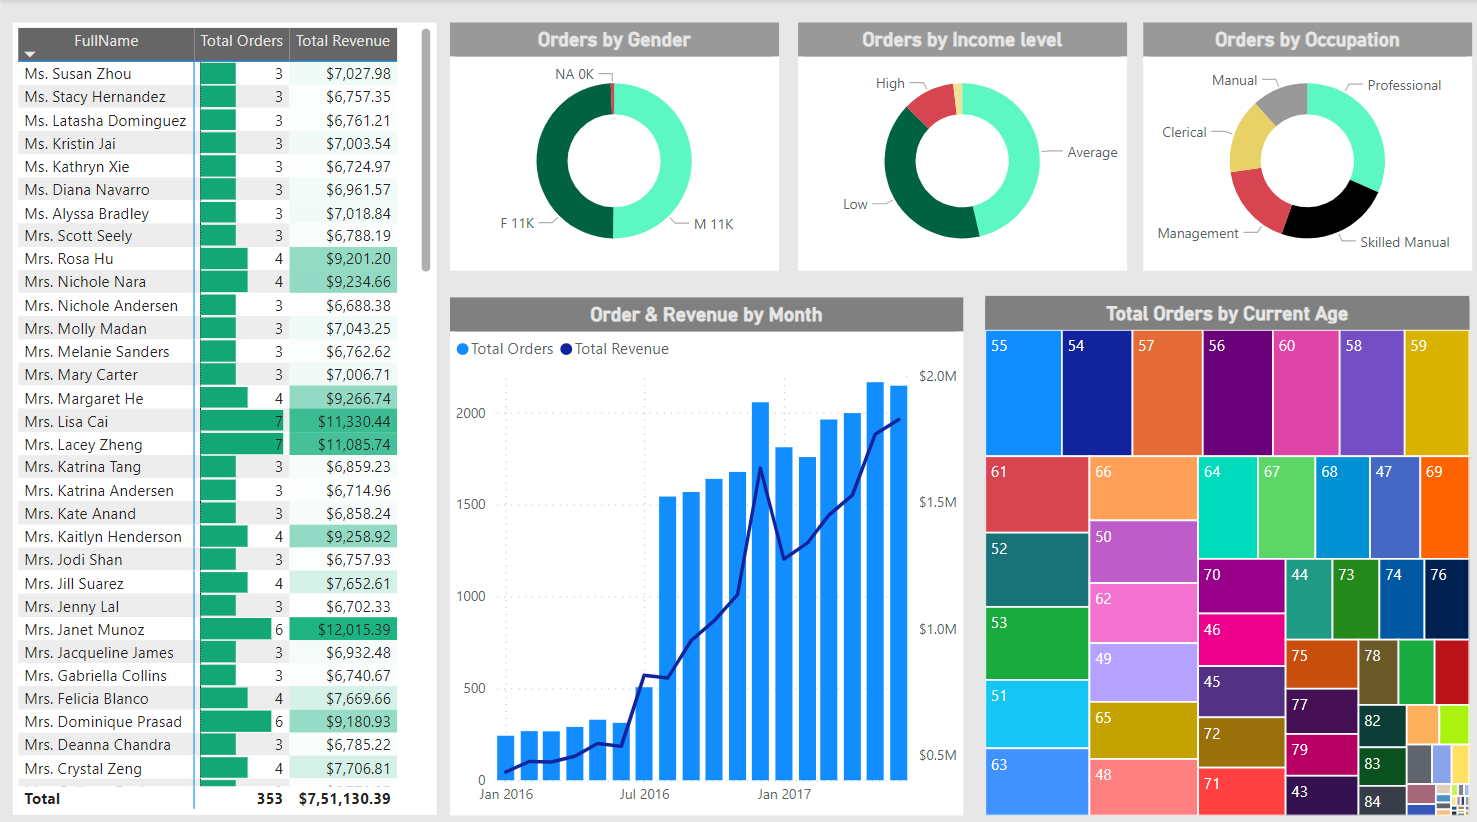 FullName Total Orders Total Revenue
Ms. Susan Zhou 3 $7,027.98
Ms. Stacy Hernandez 3 $6,757.35
Ms. Latasha Dominguez 3 $6,761.21
Ms. Kristin Jai 3 $7,003.54
Ms. Kathryn Xie 3 $6,724.97
Ms. Diana Navarro 3 $6,961.57
Ms. Alyssa Bradley 3 $7,018.84
Mrs. Scott Seely 3 $6,788.19
Mrs. Rosa Hu 4 $9,201.20
Mrs. Nichole Nara 4 $9,234.66
Mrs. Nichole Andersen 3 $6,688.38
Mrs. Molly Madan 3 $7,043.25
Mrs. Melanie Sanders 3 $6,762.62
Mrs. Mary Carter 3 $7,006.71
Mrs. Margaret He 4 $9,266.74
Mrs. Lisa Cai 7 $11,330.44
Mrs. Lacey Zheng 7 $11,085.74
Mrs. Katrina Tang 3 $6,859.23
Mrs. Katrina Andersen 3 $6,714.96
Mrs. Kate Anand 3 $6,858.24
Mrs. Kaitlyn Henderson 4 $9,258.92
Mrs. Jodi Shan 3 $6,757.93
Mrs. Jill Suarez 4 $7,652.61
Mrs. Jenny Lal 3 $6,702.33
Mrs. Janet Munoz 6 $12,015.39
Mrs. Jacqueline James 3 $6,932.48
Mrs. Gabriella Collins 3 $6,740.67
Mrs. Felicia Blanco 4 $7,669.66
Mrs. Dominique Prasad 6 $9,180.93
Mrs. Deanna Chandra 3 $6,785.22
Mrs. Crystal Zeng 4 $7,706.81
Total 353 $7,51,130.39
Orders by Gender
NA 0K
F 11K
M 11K
Orders by Income level
High
Average
Low
Orders by Occupation
Manual
Professional
Clerical
Management
Skilled Manual
Order & Revenue by Month
Total Orders Total Revenue
$2.0M
2000
1500
$1.5M
1000
$1.0M
500
$0.5M
0
Jan 2016 Jul 2016 Jan 2017
Total Orders by Current Age
55 54 57 56 60 58 59
61 66 64 67 68 47 69
52 50
70 44 73 74 76
62
53 46
49 75 78
45
51 77
65 82
72
79
63 48 83
71 43
84